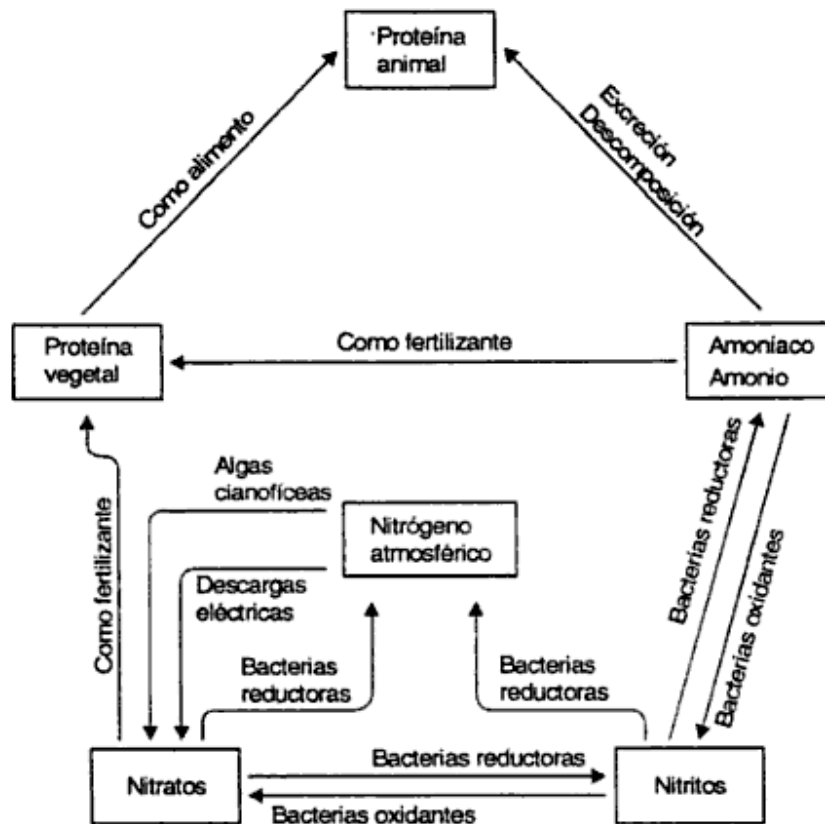 Proteína
animal
Como alimento
Excreción
Descomposición
Proteína
vegetal
Como fertilizante
Amoníaco
Amonio
Algas
cianofíceas
Nitrógeno
atmosférico
Descargas
eléctricas
Como fertilizante
Bacterias
reductoras
Bacterias
reductoras
Bacterias reductoras
Bacterias oxidantes
Nitratos
Bacterias reductoras
Bacterias oxidantes
Nitritos